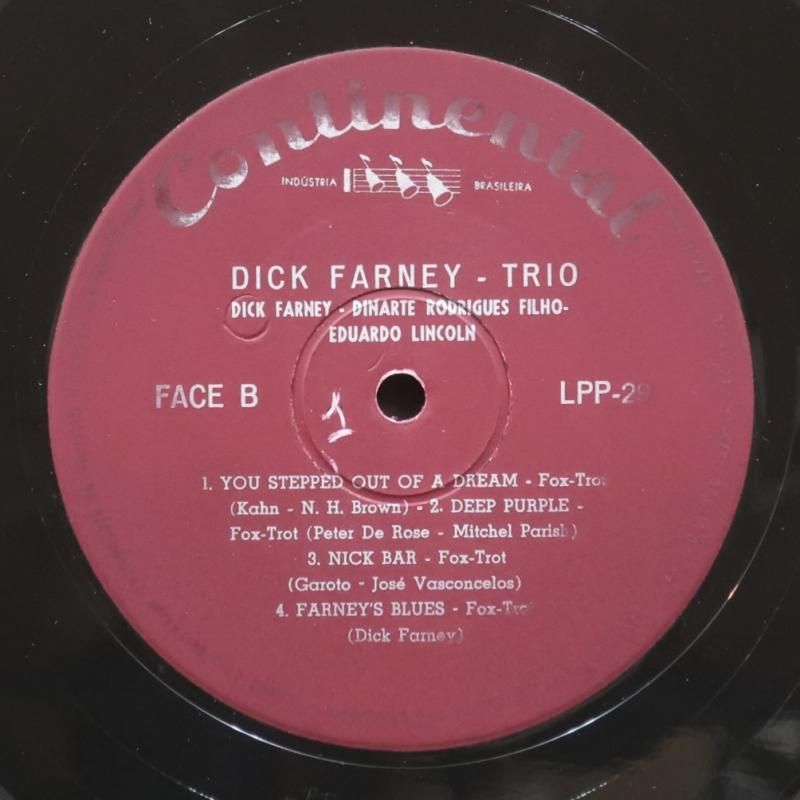 Continental
INDÚSTRIA BRASILEIRA
DICK FARNEY - TRIO
DICK FARNEY - DINARTE RODRIGUES FILHO-
EDUARDO LINCOLN
FACE B
LPP-29
1
1. YOU STEPPED OUT OF A DREAM - Fox-Trot
(Kahn - N. H. Brown) - 2. DEEP PURPLE -
Fox-Trot (Peter De Rose - Mitchel Parish)
3. NICK BAR - Fox-Trot
(Garoto - José Vasconcelos)
4. FARNEY'S BLUES - Fox-Trot
(Dick Farney)